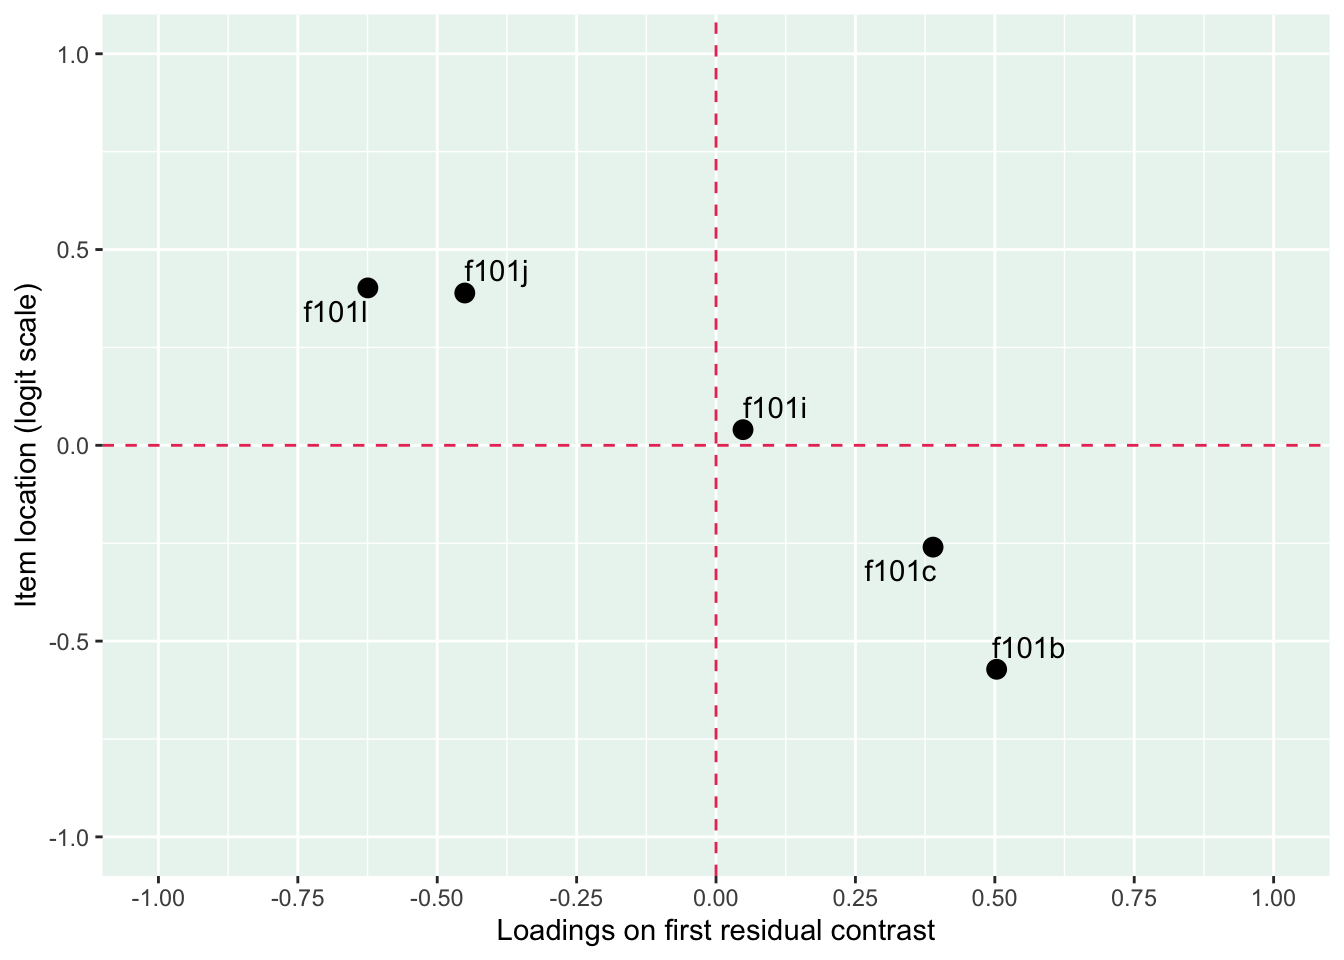 1.0
0.5
0.0
-0.5
-1.0
Item location (logit scale)
f101j
f101l
f101i
f101c
f101b
-1.00 -0.75 -0.50 -0.25 0.00 0.25 0.50 0.75 1.00
Loadings on first residual contrast